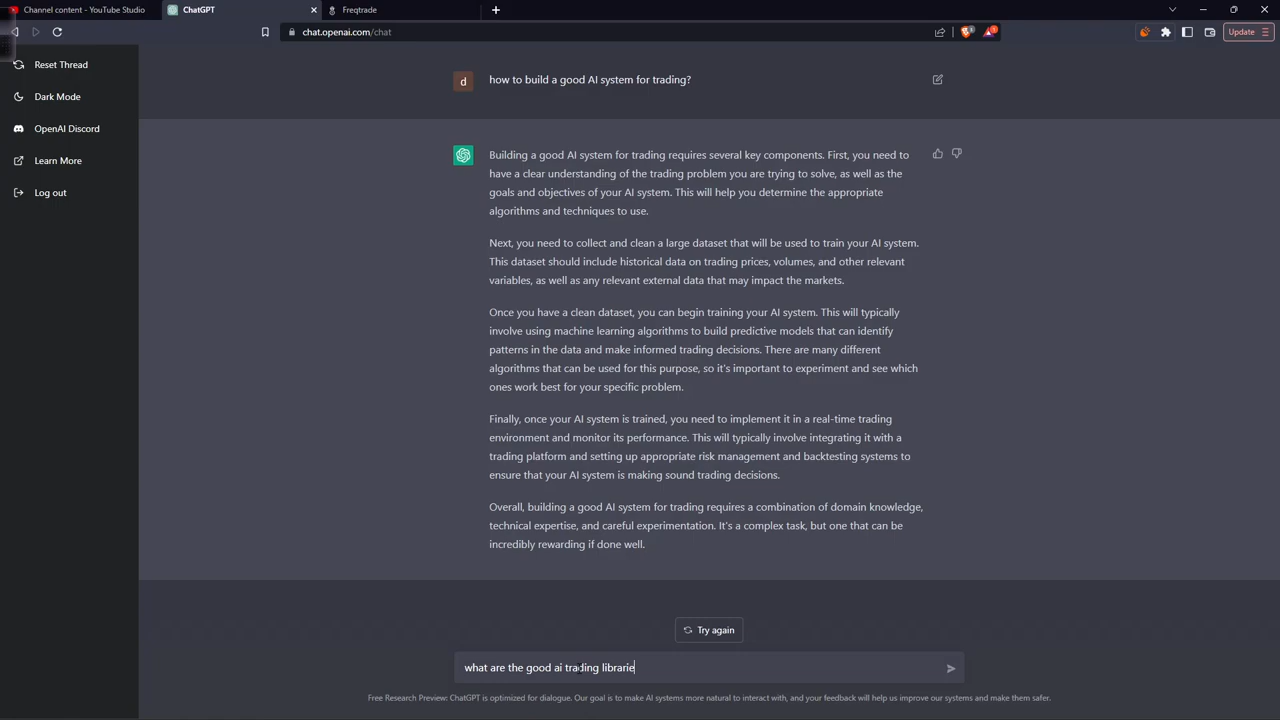 Channel content - YouTube Studio
ChatGPT
Freqtrade
chat.openai.com/chat
Update
Reset Thread
Dark Mode
OpenAI Discord
Learn More
Log out
d
how to build a good AI system for trading?
Building a good AI system for trading requires several key components. First, you need to
have a clear understanding of the trading problem you are trying to solve, as well as the
goals and objectives of your AI system. This will help you determine the appropriate
algorithms and techniques to use.
Next, you need to collect and clean a large dataset that will be used to train your AI system.
This dataset should include historical data on trading prices, volumes, and other relevant
variables, as well as any relevant external data that may impact the markets.
Once you have a clean dataset, you can begin training your AI system. This will typically
involve using machine learning algorithms to build predictive models that can identify
patterns in the data and make informed trading decisions. There are many different
algorithms that can be used for this purpose, so it's important to experiment and see which
ones work best for your specific problem.
Finally, once your AI system is trained, you need to implement it in a real-time trading
environment and monitor its performance. This will typically involve integrating it with a
trading platform and setting up appropriate risk management and backtesting systems to
ensure that your AI system is making sound trading decisions.
Overall, building a good AI system for trading requires a combination of domain knowledge,
technical expertise, and careful experimentation. It's a complex task, but one that can be
incredibly rewarding if done well.
Try again
what are the good ai trading librarie
Free Research Preview: ChatGPT is optimized for dialogue. Our goal is to make AI systems more natural to interact with, and your feedback will help us improve our systems and make them safer.